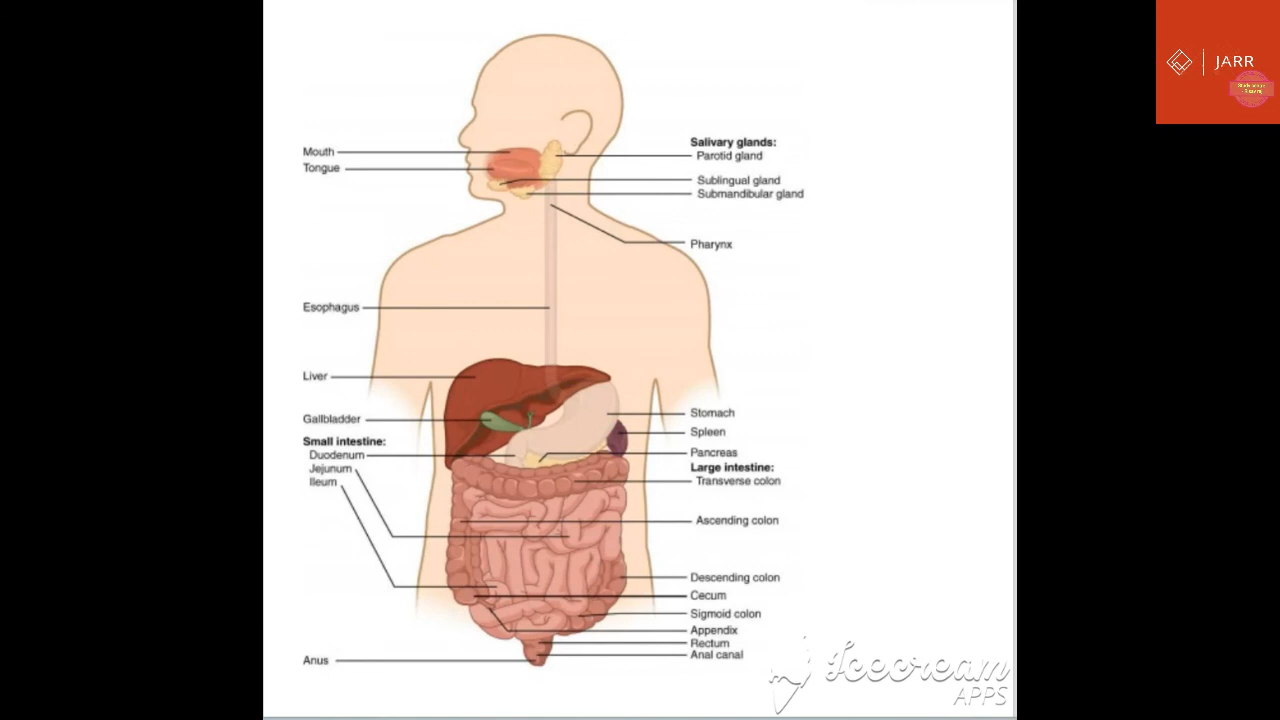 Mouth
Tongue
Esophagus
Liver
Gallbladder
Small intestine:
Duodenum
Jejunum
Ileum
Anus
Salivary glands:
Parotid gland
Sublingual gland
Submandibular gland
Pharynx
Stomach
Spleen
Pancreas
Large intestine:
Transverse colon
Ascending colon
Descending colon
Cecum
Sigmoid colon
Appendix
Rectum
Anal canal
JARR
Icecream
APPS